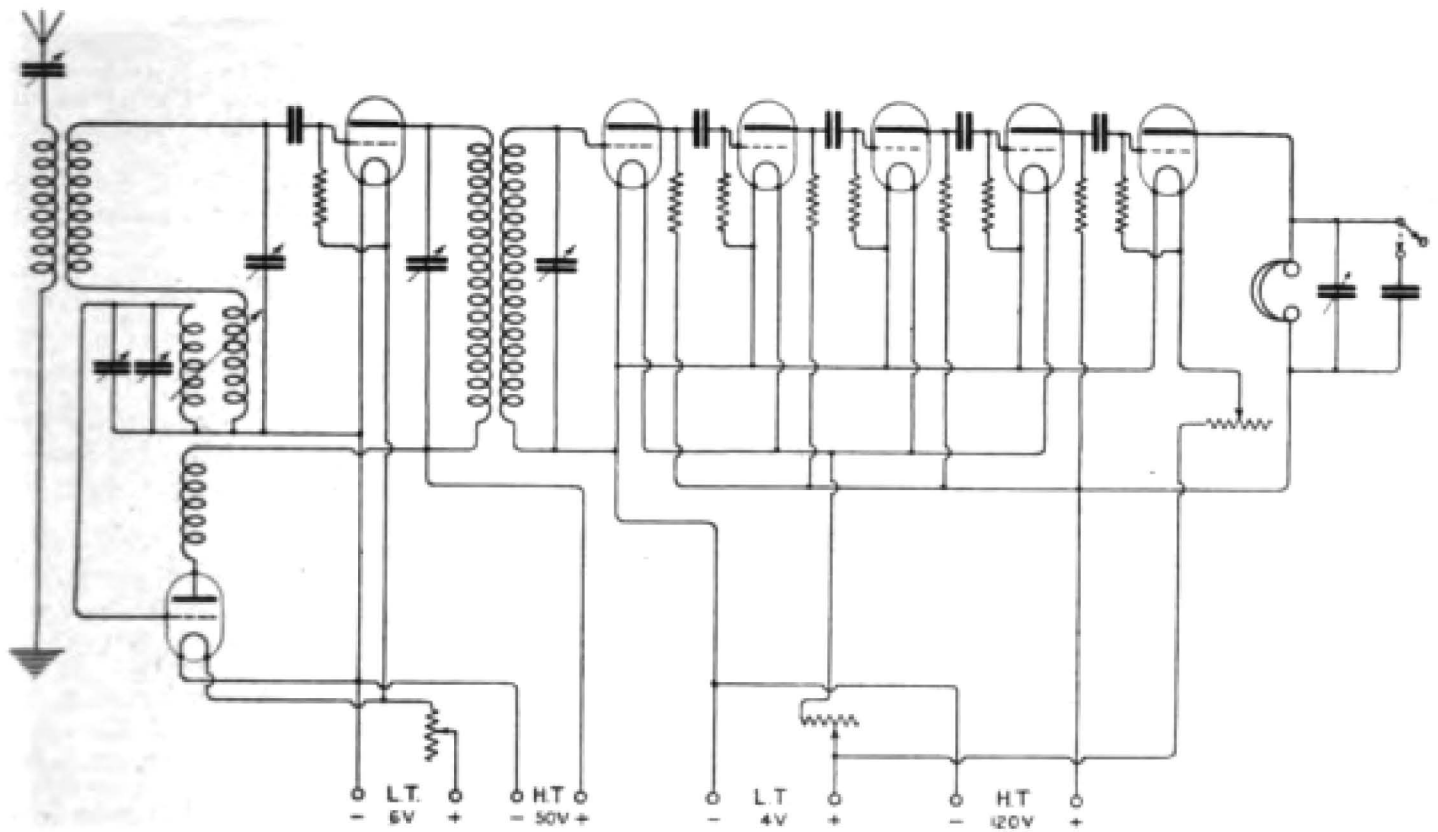 L.T. H.T L.T H.T
- 6V + - 50V + - 4V + - 120V +